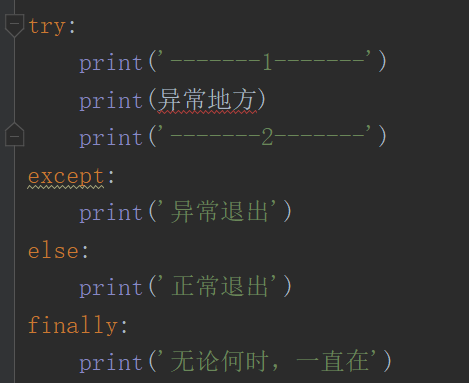 try:
    print('-------1-------')
    print(异常地方)
    print('-------2-------')
except:
    print('异常退出')
else:
    print('正常退出')
finally:
    print('无论何时，一直在')